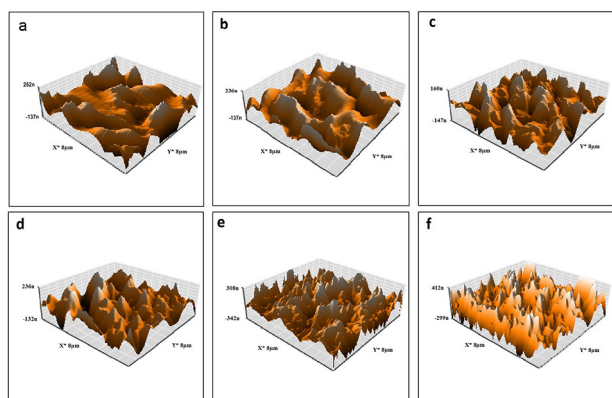 a
252n
-137n
X* 8µm
Y* 8µm
b
236n
-137n
X* 8µm
Y* 8µm
c
160n
-147n
X* 8µm
Y* 8µm
d
236n
-132n
X* 8µm
Y* 8µm
e
308n
-342n
X* 8µm
Y* 8µm
f
412n
-299n
X* 8µm
Y* 8µm